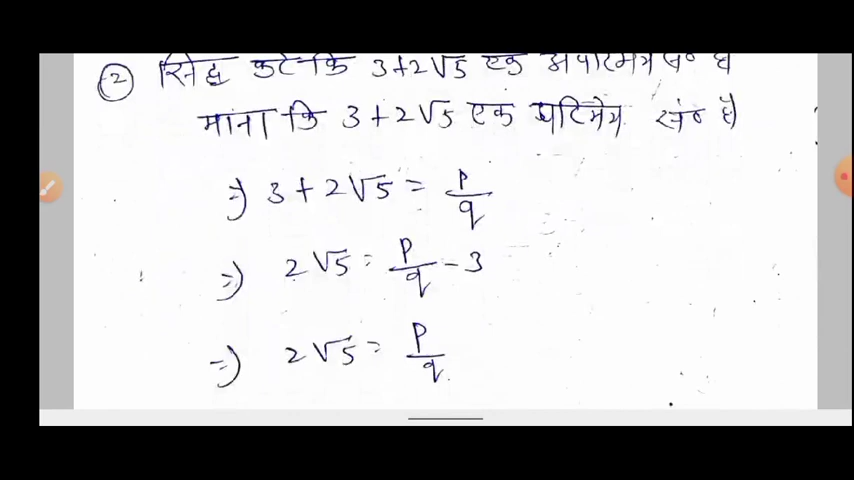 (2) सिद्ध करें कि 3+2√5 एक अपरिमेय सं० है
माना कि 3+2√5 एक परिमेय सं० है
=) 3+2√5 = p/q
=) 2√5 = p/q - 3
=) 2√5 = p/q